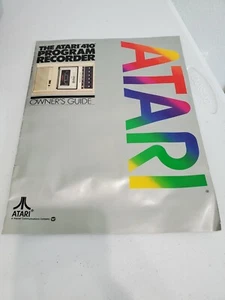 THE ATARI 410
PROGRAM
RECORDER
OWNER'S GUIDE
ATARI
ATARI